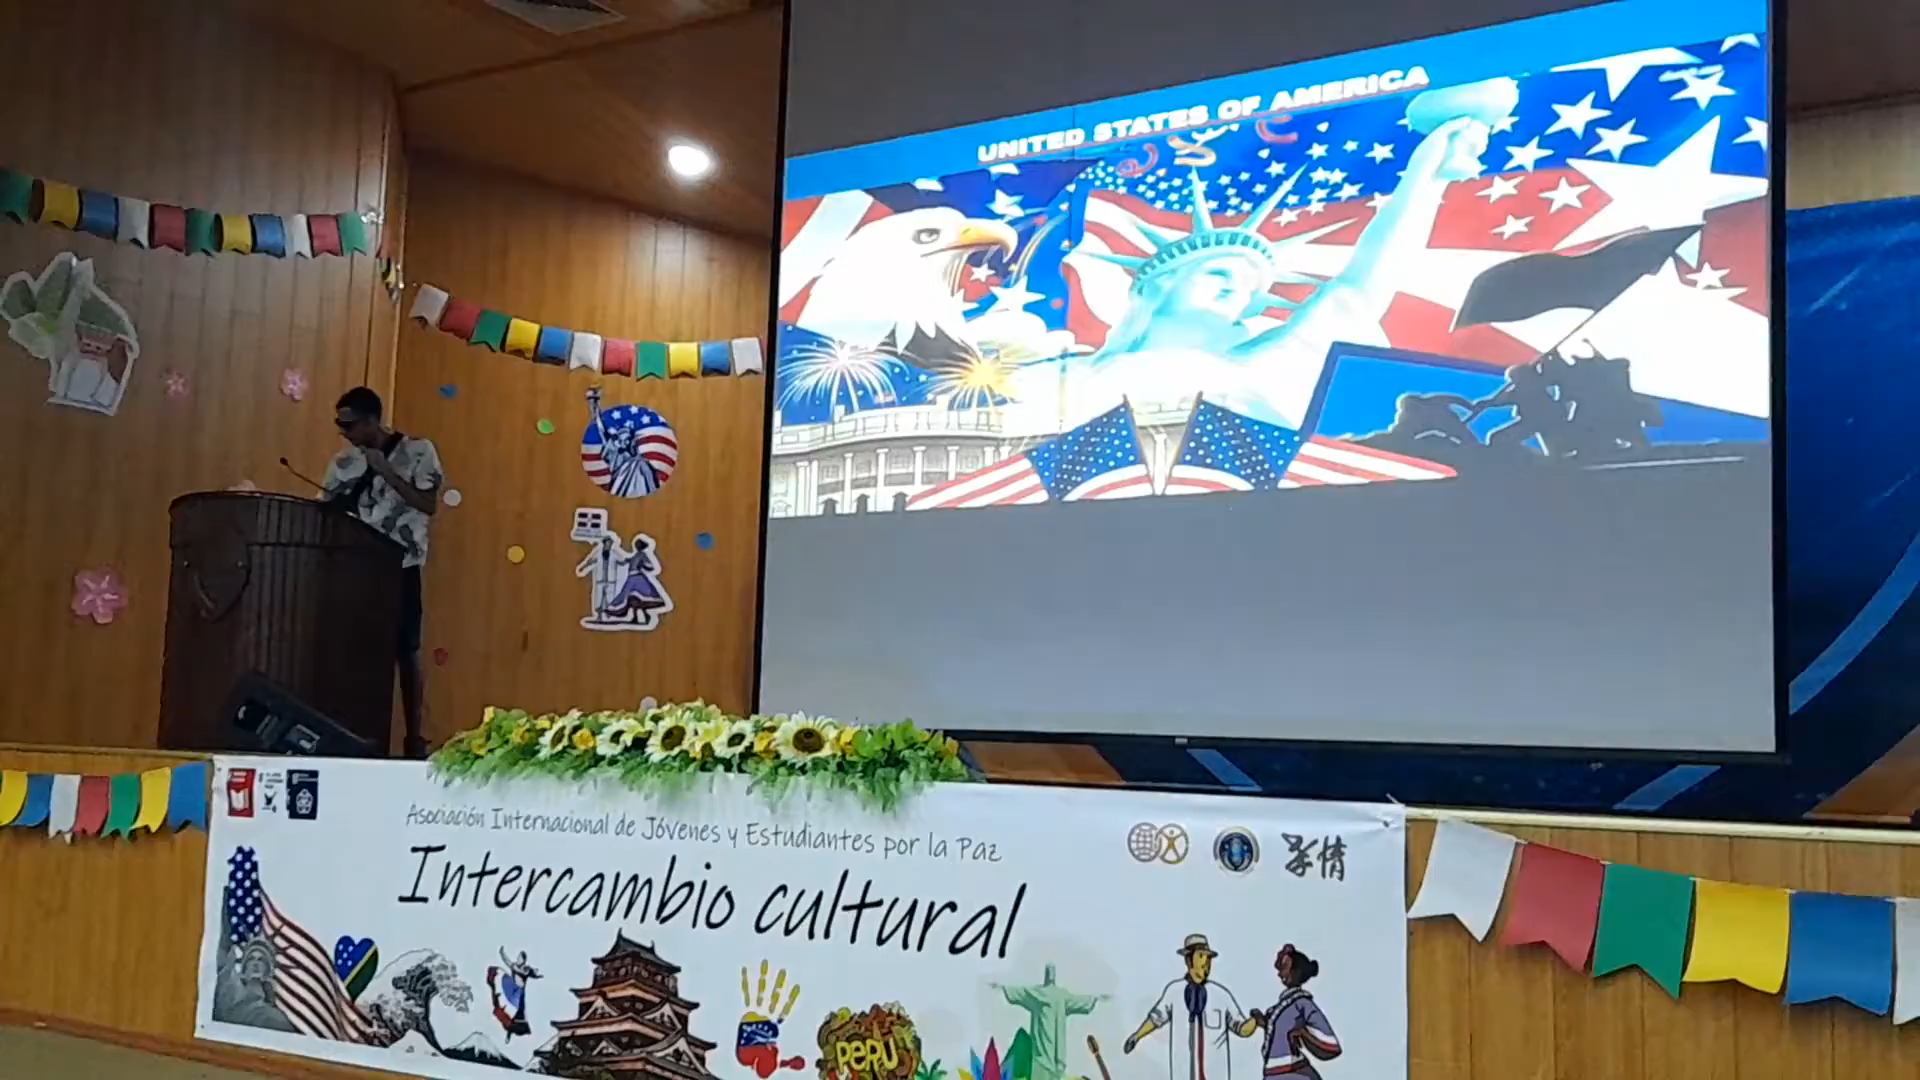 UNITED STATES OF AMERICA
Asociación Internacional de Jóvenes y Estudiantes por la Paz
Intercambio cultural
PERU